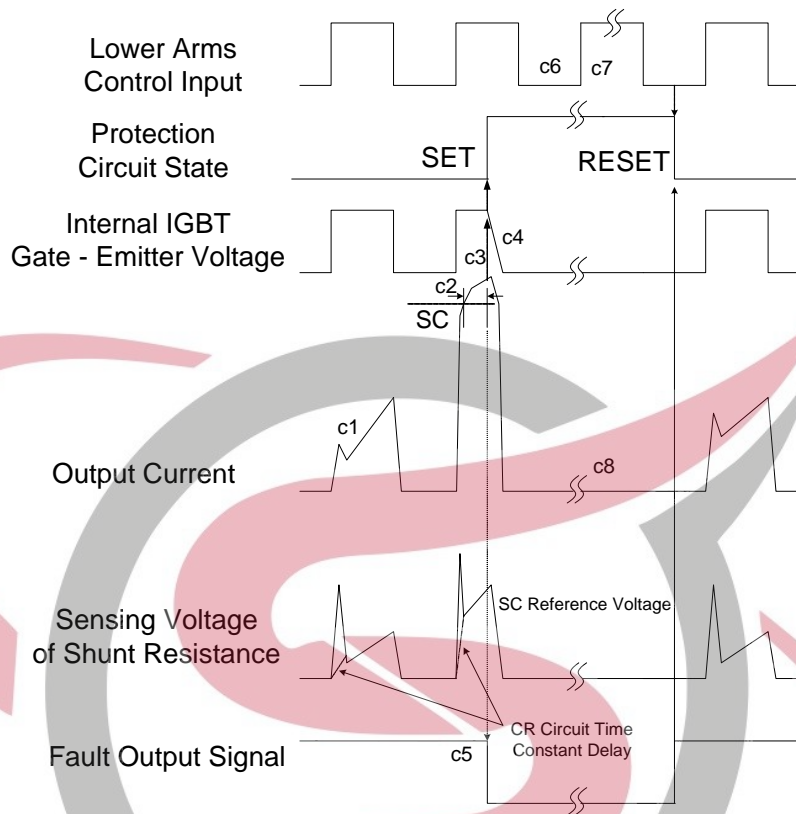 Lower Arms
Control Input
c6
c7
Protection
Circuit State
SET
RESET
Internal IGBT
Gate - Emitter Voltage
c4
c3
c2
SC
c1
Output Current
c8
Sensing Voltage
of Shunt Resistance
SC Reference Voltage
CR Circuit Time
Constant Delay
Fault Output Signal
c5